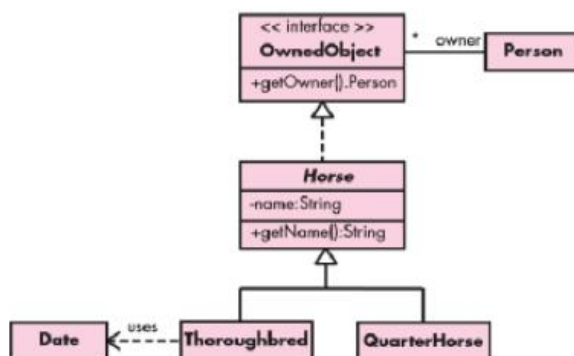 << interface >>
OwnedObject
* owner
Person
+getOwner().Person
Horse
-name:String
+getName():String
uses
Date
Thoroughbred
QuarterHorse